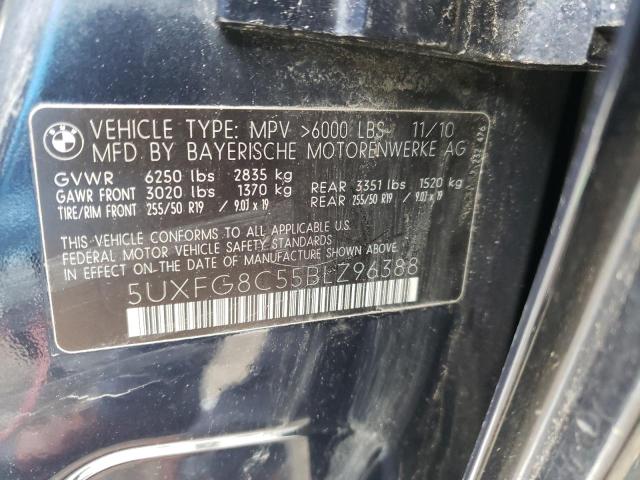 BMW
VEHICLE TYPE: MPV >6000 LBS 11/10
MFD. BY BAYERISCHE MOTORENWERKE AG
GVWR 6250 lbs 2835 kg
GAWR FRONT 3020 lbs 1370 kg REAR 3351 lbs 1520 kg
TIRE/RIM FRONT 255/50 R19 / 9.0J x 19 REAR 255/50 R19 / 9.0J x 19
THIS VEHICLE CONFORMS TO ALL APPLICABLE
FEDERAL MOTOR VEHICLE SAFETY STANDARDS
IN EFFECT ON THE DATE OF MANUFACTURE SHOWN ABOVE.
5UXFG8C55BLZ96388